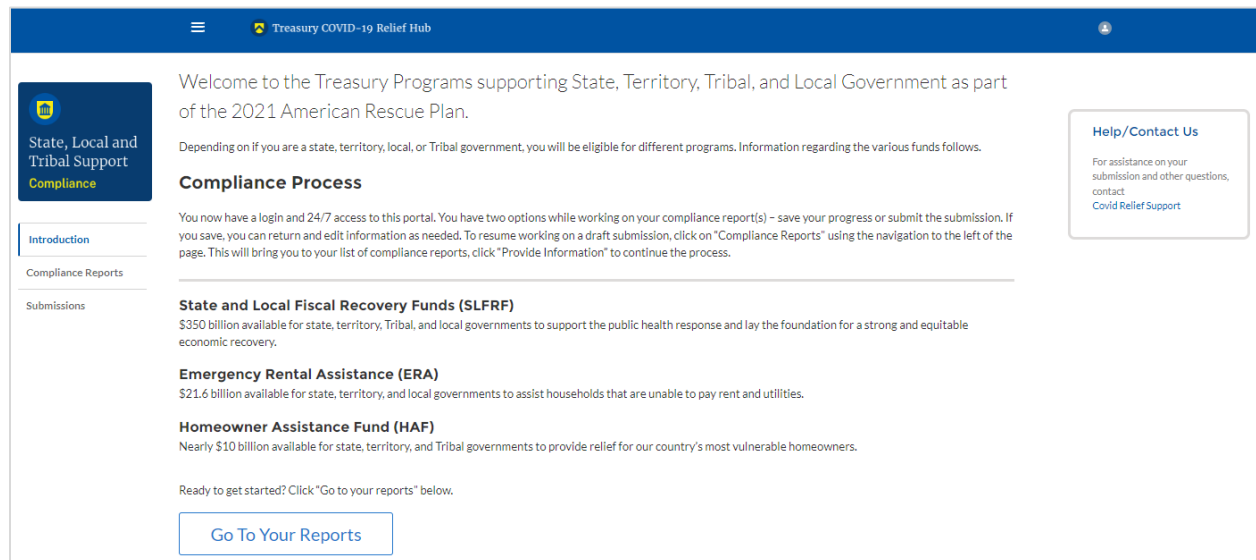 Treasury COVID-19 Relief Hub
State, Local and
Tribal Support
Compliance
Introduction
Compliance Reports
Submissions
Welcome to the Treasury Programs supporting State, Territory, Tribal, and Local Government as part
of the 2021 American Rescue Plan.
Depending on if you are a state, territory, local, or Tribal government, you will be eligible for different programs. Information regarding the various funds follows.
Compliance Process
You now have a login and 24/7 access to this portal. You have two options while working on your compliance report(s) – save your progress or submit the submission. If
you save, you can return and edit information as needed. To resume working on a draft submission, click on "Compliance Reports" using the navigation to the left of the
page. This will bring you to your list of compliance reports, click "Provide Information" to continue the process.
State and Local Fiscal Recovery Funds (SLFRF)
$350 billion available for state, territory, Tribal, and local governments to support the public health response and lay the foundation for a strong and equitable
economic recovery.
Emergency Rental Assistance (ERA)
$21.6 billion available for state, territory, and local governments to assist households that are unable to pay rent and utilities.
Homeowner Assistance Fund (HAF)
Nearly $10 billion available for state, territory, and Tribal governments to provide relief for our country's most vulnerable homeowners.
Ready to get started? Click "Go to your reports" below.
Go To Your Reports
Help/Contact Us
For assistance on your
submission and other questions,
contact
Covid Relief Support